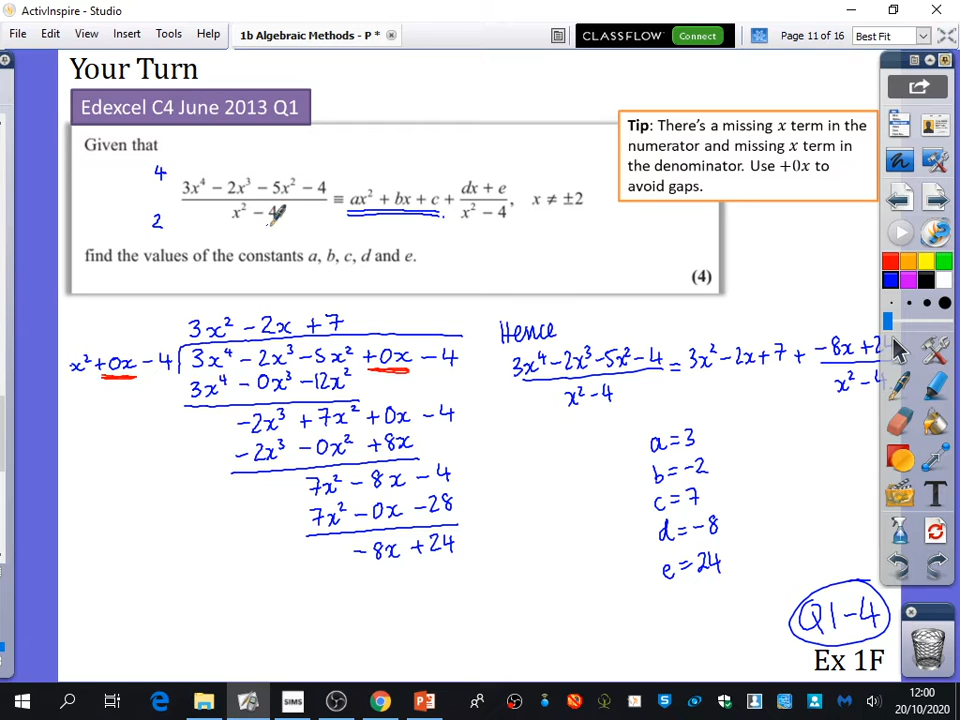 ActivInspire - Studio
File Edit View Insert Tools Help
1b Algebraic Methods - P *
CLASSFLOW Connect
Page 11 of 16
Best Fit
Your Turn
Edexcel C4 June 2013 Q1
Tip: There's a missing x term in the
numerator and missing x term in
the denominator. Use +0x to
avoid gaps.
Given that
4
3x⁴ − 2x³ − 5x² − 4
2
x² − 4
≡ ax² + bx + c +
dx + e
x² − 4
, x ≠ ±2
find the values of the constants a, b, c, d and e.
(4)
3x² − 2x + 7
x² + 0x − 4
3x⁴ − 2x³ − 5x² + 0x − 4
3x⁴ − 0x³ − 12x²
−2x³ + 7x² + 0x − 4
−2x³ − 0x² + 8x
7x² − 8x − 4
7x² − 0x − 28
−8x + 24
Hence
3x⁴ − 2x³ − 5x² − 4
x² − 4
= 3x² − 2x + 7 +
−8x + 2
x² − 4
a = 3
b = −2
c = 7
d = −8
e = 24
Q1−4
Ex 1F
SIMS
12:00
20/10/2020